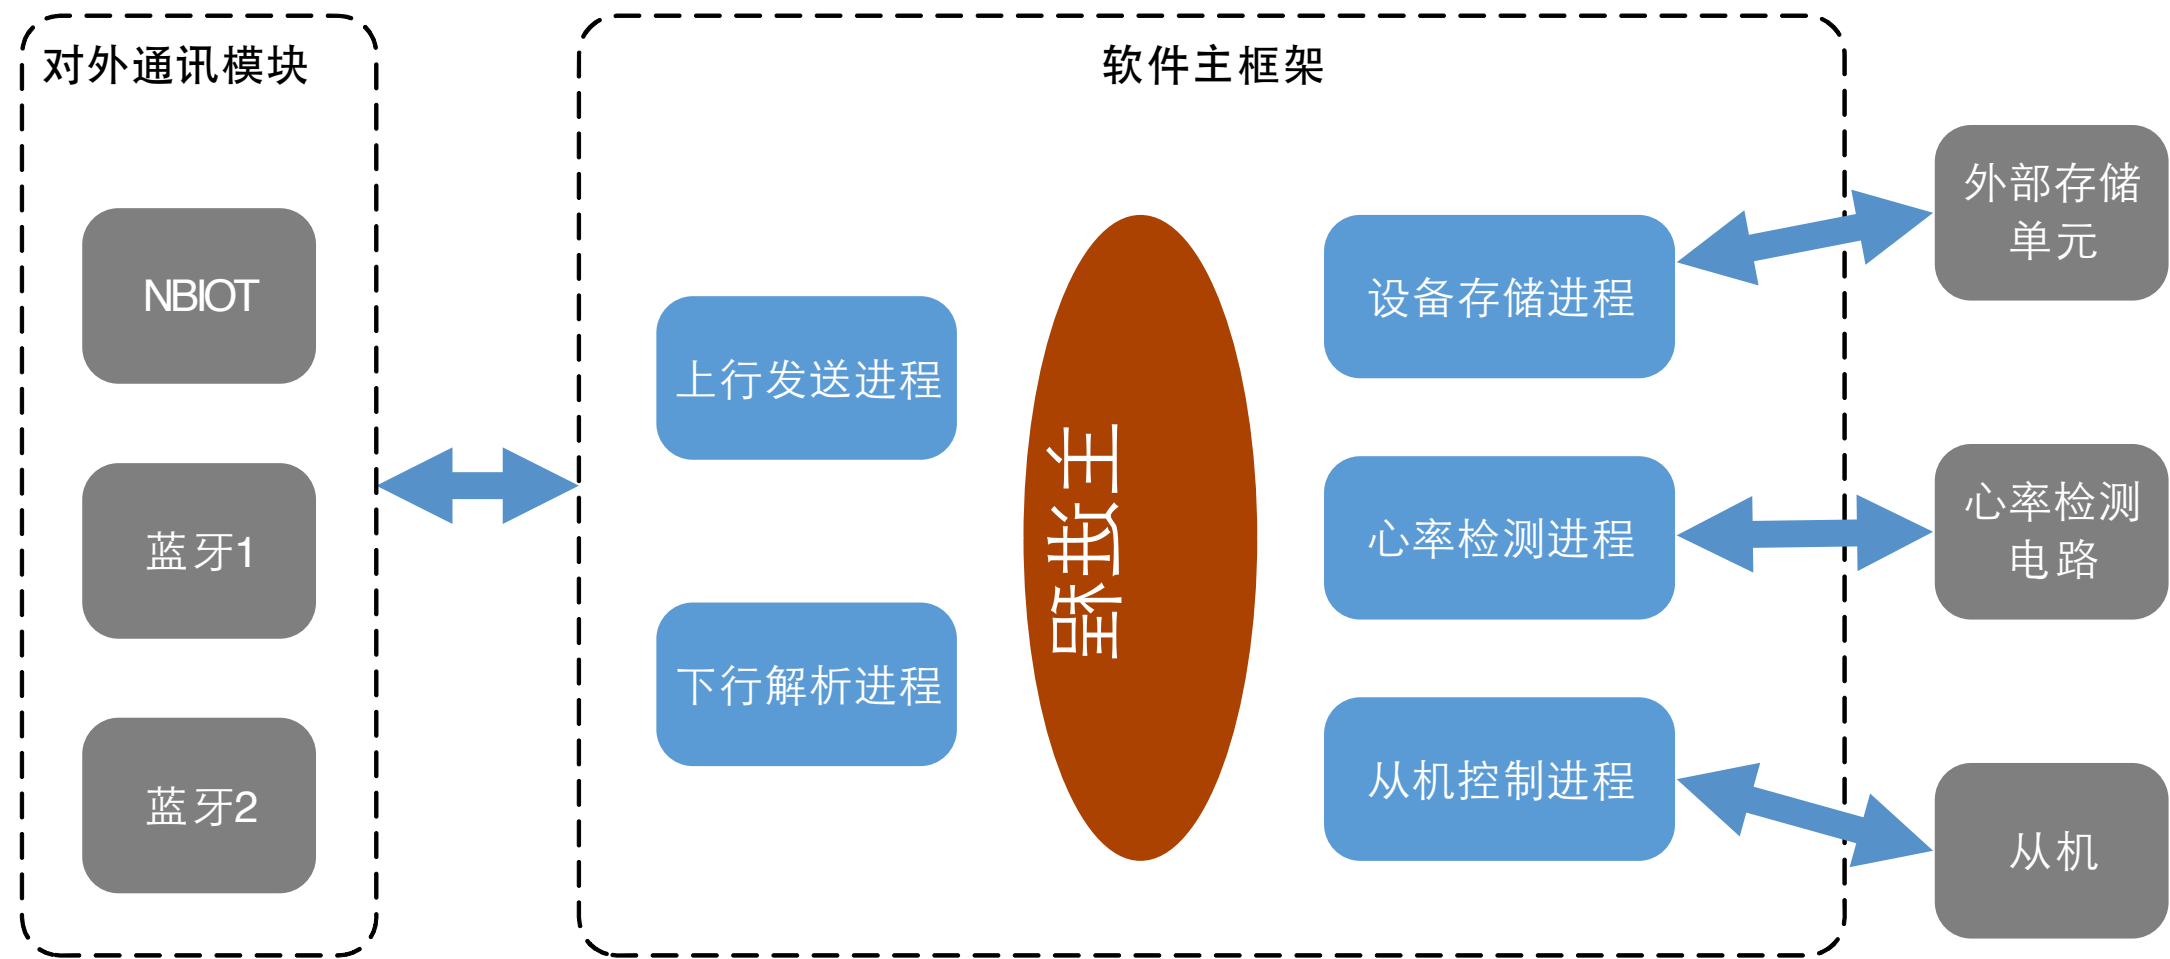 对外通讯模块
NBIOT
蓝牙1
蓝牙2
软件主框架
上行发送进程
下行解析进程
主进程
设备存储进程
心率检测进程
从机控制进程
外部存储
单元
心率检测
电路
从机